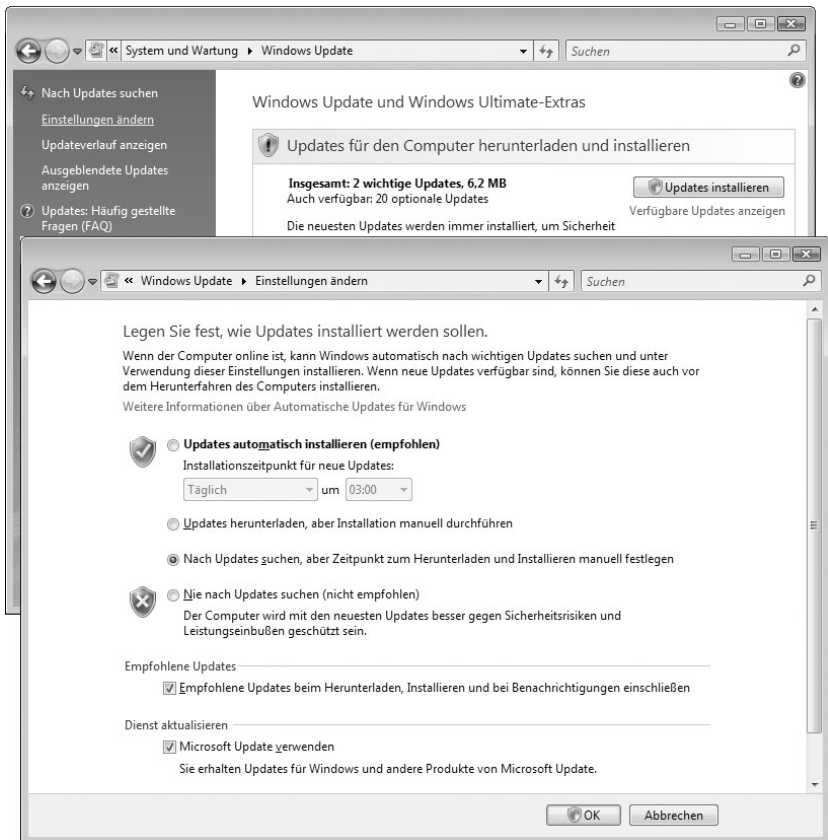 « System und Wartung ▸ Windows Update
Suchen
Nach Updates suchen
Einstellungen ändern
Updateverlauf anzeigen
Ausgeblendete Updates
anzeigen
Updates: Häufig gestellte
Fragen (FAQ)
Windows Update und Windows Ultimate-Extras
Updates für den Computer herunterladen und installieren
Insgesamt: 2 wichtige Updates, 6,2 MB
Auch verfügbar: 20 optionale Updates
Updates installieren
Verfügbare Updates anzeigen
Die neuesten Updates werden immer installiert, um Sicherheit
« Windows Update ▸ Einstellungen ändern
Suchen
Legen Sie fest, wie Updates installiert werden sollen.
Wenn der Computer online ist, kann Windows automatisch nach wichtigen Updates suchen und unter
Verwendung dieser Einstellungen installieren. Wenn neue Updates verfügbar sind, können Sie diese auch vor
dem Herunterfahren des Computers installieren.
Weitere Informationen über Automatische Updates für Windows
Updates automatisch installieren (empfohlen)
Installationszeitpunkt für neue Updates:
Täglich um 03:00
Updates herunterladen, aber Installation manuell durchführen
Nach Updates suchen, aber Zeitpunkt zum Herunterladen und Installieren manuell festlegen
Nie nach Updates suchen (nicht empfohlen)
Der Computer wird mit den neuesten Updates besser gegen Sicherheitsrisiken und
Leistungseinbußen geschützt sein.
Empfohlene Updates
Empfohlene Updates beim Herunterladen, Installieren und bei Benachrichtigungen einschließen
Dienst aktualisieren
Microsoft Update verwenden
Sie erhalten Updates für Windows und andere Produkte von Microsoft Update.
OK Abbrechen